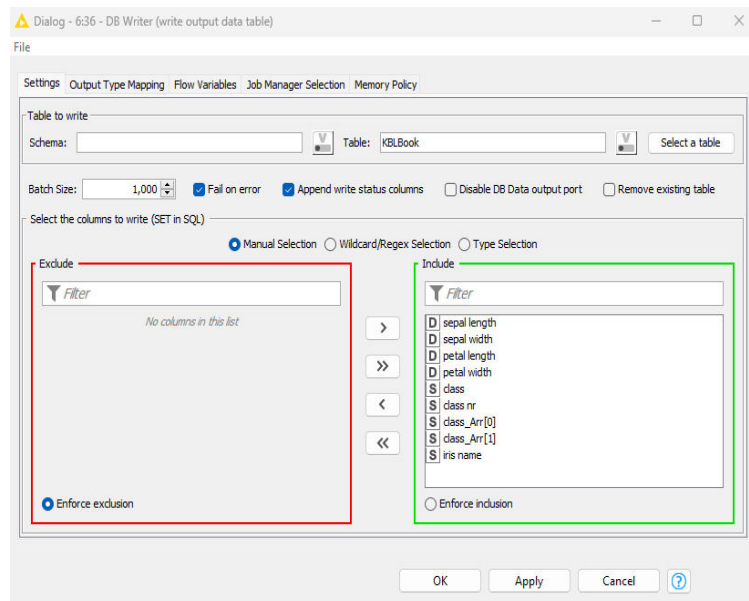 Dialog - 6:36 - DB Writer (write output data table)
File
Settings Output Type Mapping Flow Variables Job Manager Selection Memory Policy
Table to write
Schema: V Table: KBLBook V Select a table
Batch Size: 1,000 Fail on error Append write status columns Disable DB Data output port Remove existing table
Select the columns to write (SET in SQL)
Manual Selection Wildcard/Regex Selection Type Selection
Exclude
Filter
No columns in this list
Enforce exclusion
>
>>
<
<<
Include
Filter
D sepal length
D sepal width
D petal length
D petal width
S class
S class nr
S class_Arr[0]
S class_Arr[1]
S iris name
Enforce inclusion
OK Apply Cancel ?